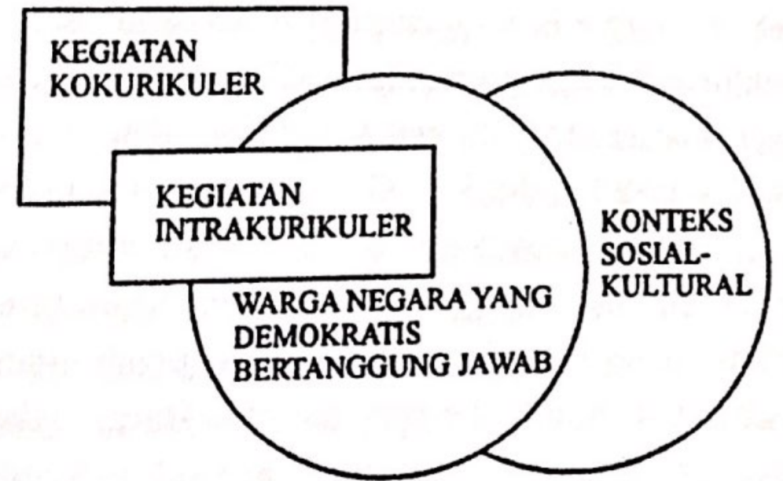 KEGIATAN
KOKURIKULER
KEGIATAN
INTRAKURIKULER
KONTEKS
SOSIAL-
KULTURAL
WARGA NEGARA YANG
DEMOKRATIS
BERTANGGUNG JAWAB